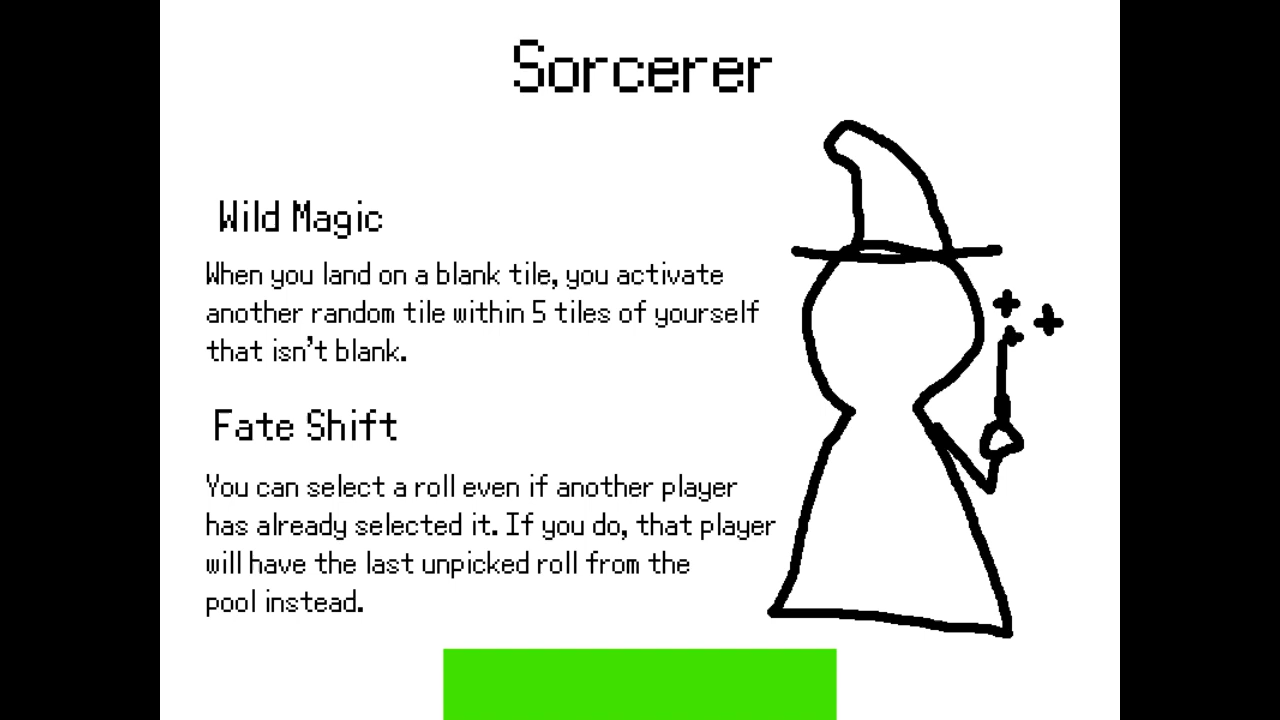 Sorcerer
Wild Magic
When you land on a blank tile, you activate
another random tile within 5 tiles of yourself
that isn't blank.
Fate Shift
You can select a roll even if another player
has already selected it. If you do, that player
will have the last unpicked roll from the
pool instead.